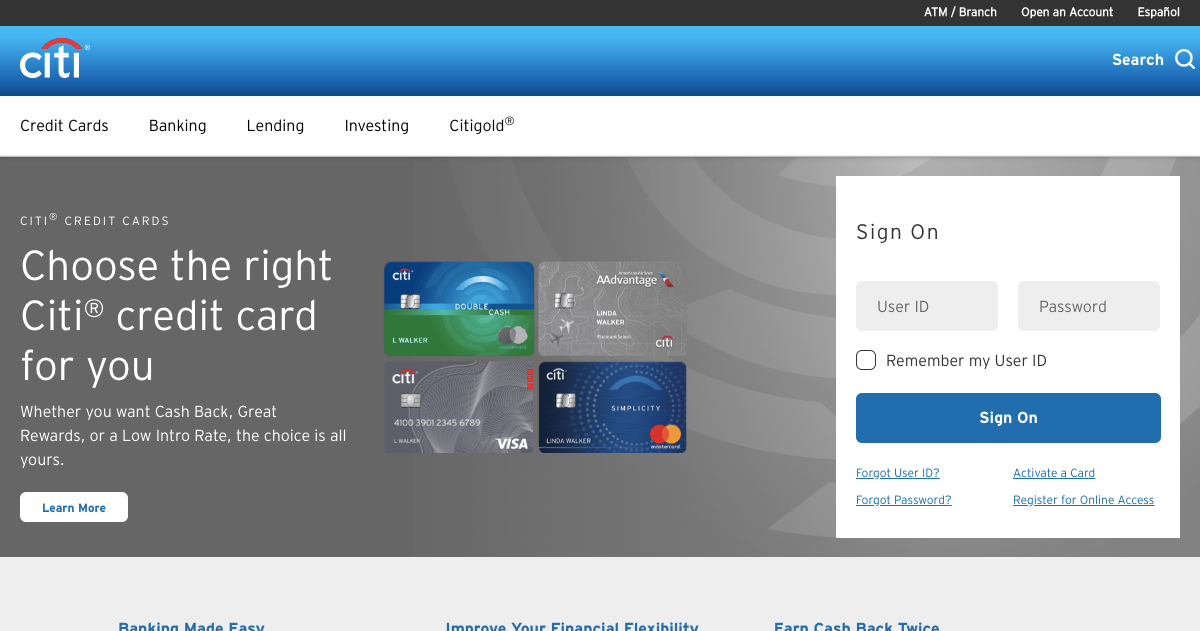 ATM / Branch Open an Account Español
citi®
Search
Credit Cards Banking Lending Investing Citigold®
CITI® CREDIT CARDS
Choose the right
Citi® credit card
for you
Whether you want Cash Back, Great
Rewards, or a Low Intro Rate, the choice is all
yours.
Learn More
citi
DOUBLE
CASH
L WALKER
American Airlines
AAdvantage
LINDA
WALKER
Platinum Select
citi
citi
4100 3901 2345 6789
L WALKER
VISA
citi
SIMPLICITY
LINDA WALKER
mastercard
Sign On
User ID Password
Remember my User ID
Sign On
Forgot User ID? Activate a Card
Forgot Password? Register for Online Access
Banking Made Easy Improve Your Financial Flexibility Earn Cash Back Twice